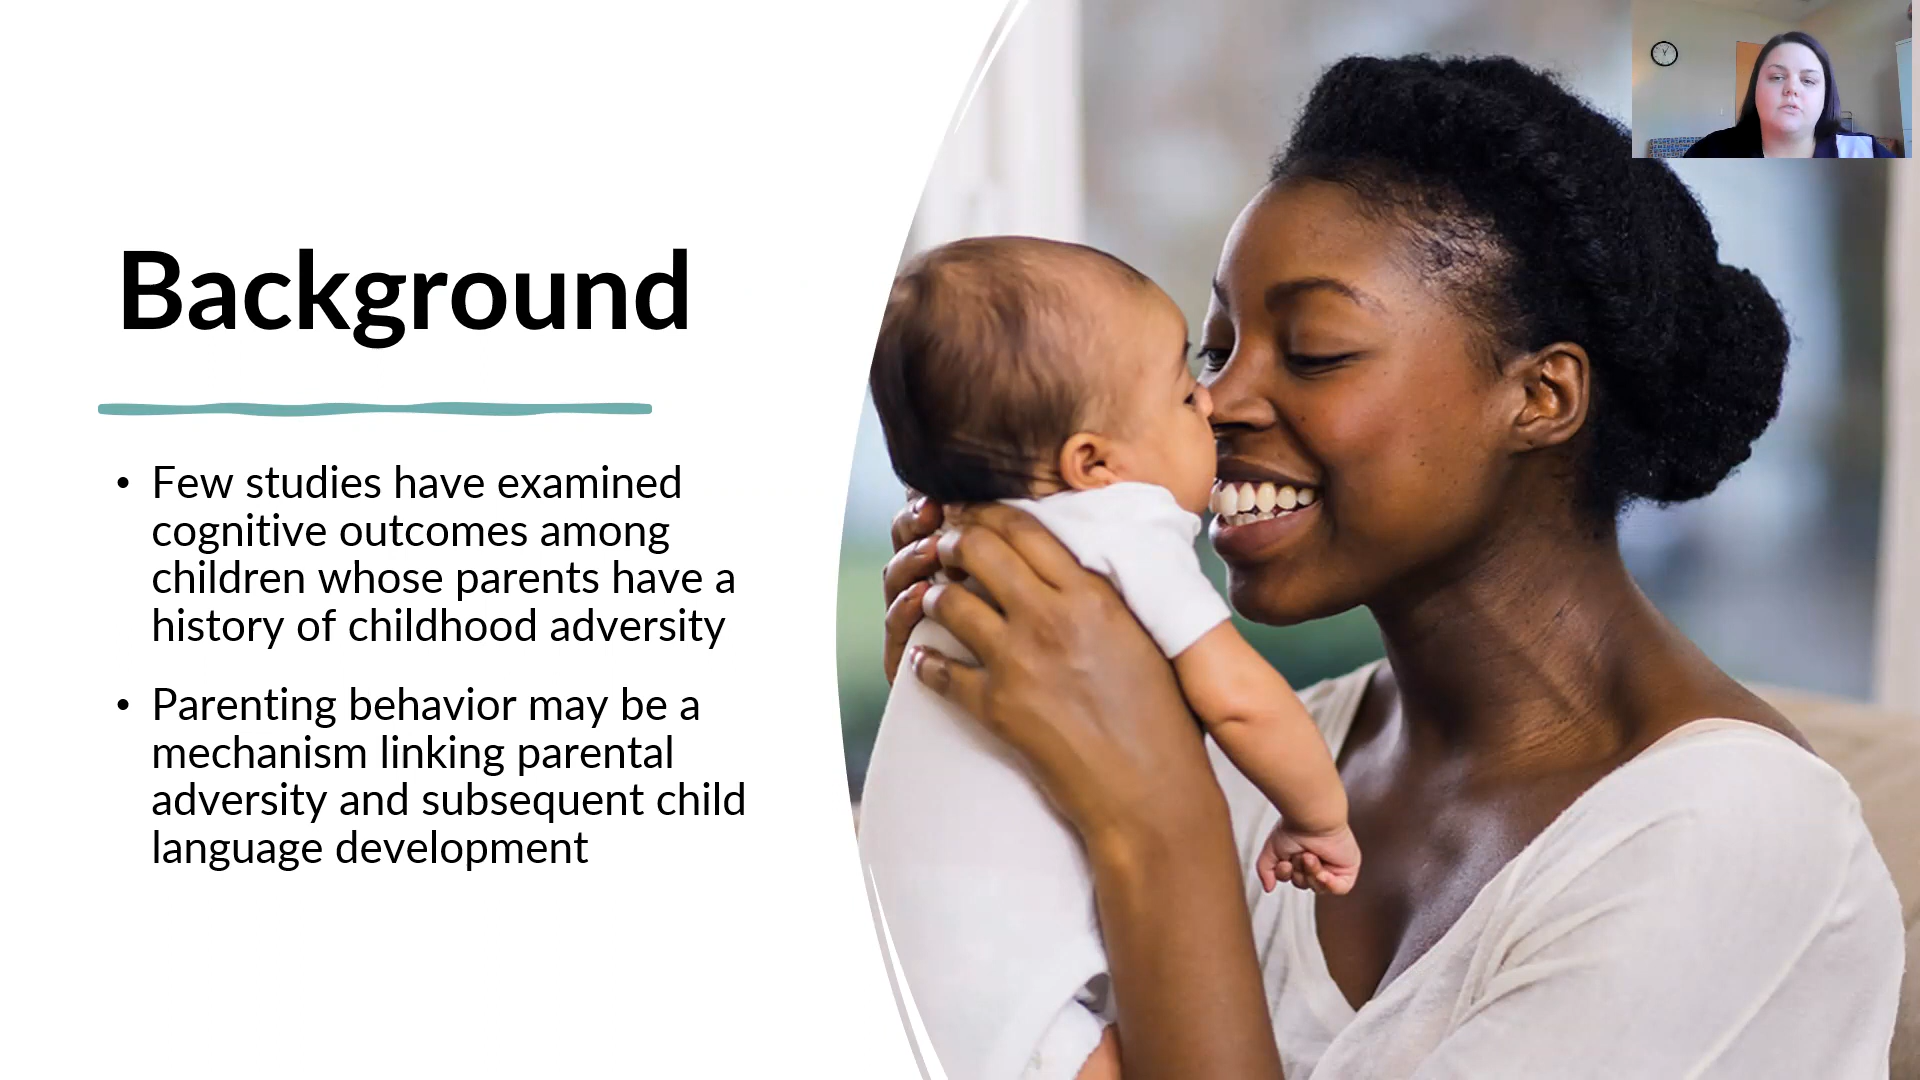 Background
• Few studies have examined
cognitive outcomes among
children whose parents have a
history of childhood adversity
• Parenting behavior may be a
mechanism linking parental
adversity and subsequent child
language development